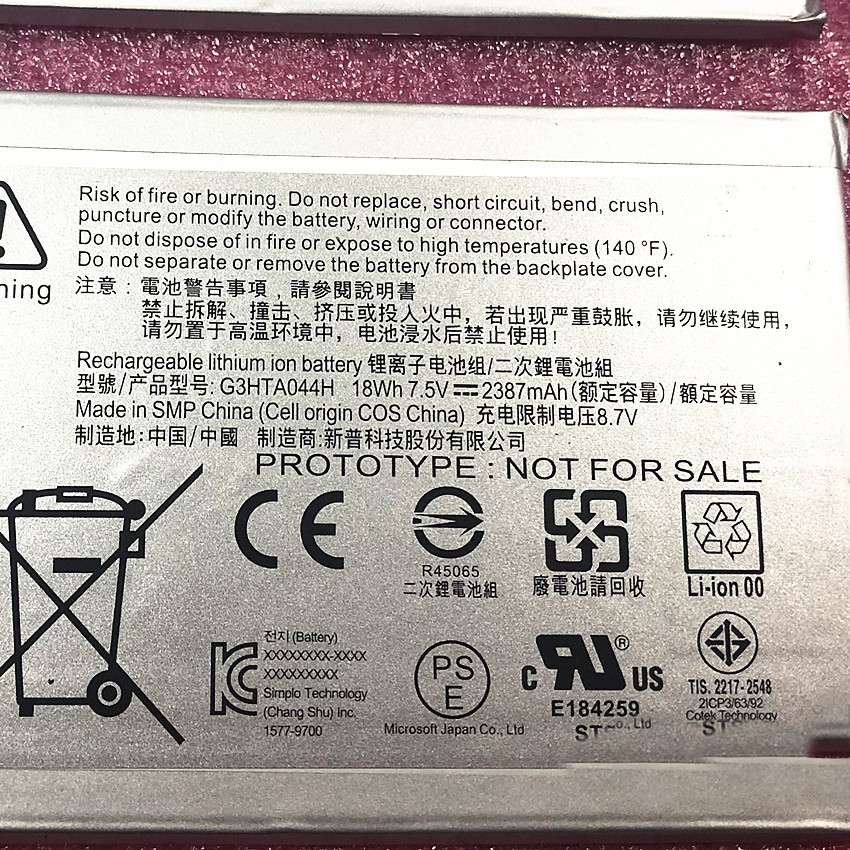 Risk of fire or burning. Do not replace, short circuit, bend, crush,
puncture or modify the battery, wiring or connector.
Do not dispose of in fire or expose to high temperatures (140 °F).
Do not separate or remove the battery from the backplate cover.
ning
注意：電池警告事項，請參閱說明書
禁止拆解、撞击、挤压或投入火中，若出现严重鼓胀，请勿继续使用，
请勿置于高温环境中，电池浸水后禁止使用!
Rechargeable lithium ion battery 锂离子电池组/二次鋰電池組
型號/产品型号: G3HTA044H 18Wh 7.5V⎓2387mAh(额定容量)/額定容量
Made in SMP China (Cell origin COS China) 充电限制电压8.7V
制造地:中国/中國 制造商:新普科技股份有限公司
PROTOTYPE : NOT FOR SALE
CE
R45065
二次鋰電池組
廢電池請回收
Li-ion 00
전지 (Battery)
XXXXXXXX-XXXX
XXXXXXXXXX
Simplo Technology
(Chang Shu) Inc.
1577-9700
PS
E
Microsoft Japan Co., Ltd
C RU ® US
E184259
Co., Ltd
TIS. 2217-2548
2ICP3/63/92
Cotek Technology